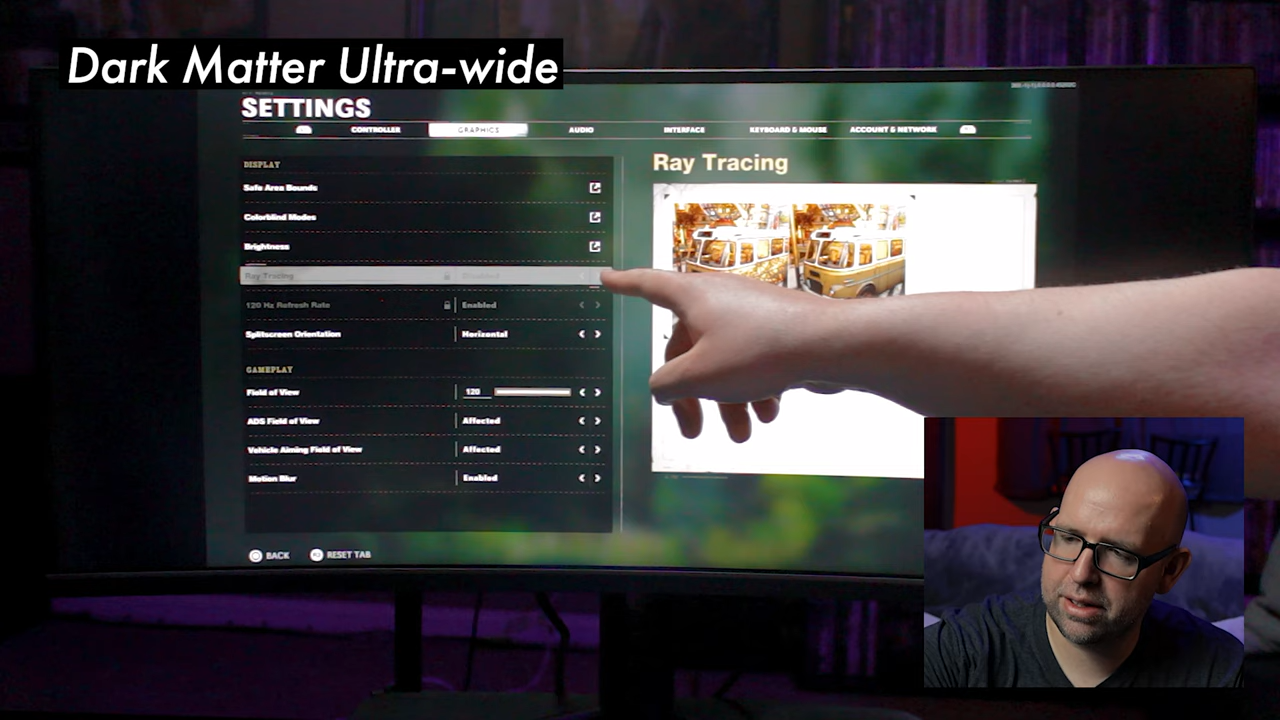 Dark Matter Ultra-wide
SETTINGS
CONTROLLER GRAPHICS AUDIO INTERFACE KEYBOARD & MOUSE ACCOUNT & NETWORK
DISPLAY
Safe Area Bounds
Colorblind Modes
Brightness
Ray Tracing Disabled
120 Hz Refresh Rate Enabled
Splitscreen Orientation Horizontal
GAMEPLAY
Field of View 120
ADS Field of View Affected
Vehicle Aiming Field of View Affected
Motion Blur Enabled
BACK RESET TAB
Ray Tracing